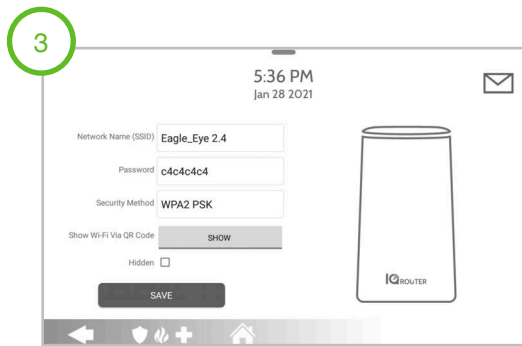 3
5:36 PM
Jan 28 2021
Network Name (SSID) Eagle_Eye 2.4
Password c4c4c4c4
Security Method WPA2 PSK
Show Wi-Fi Via QR Code SHOW
Hidden
SAVE
IQ ROUTER